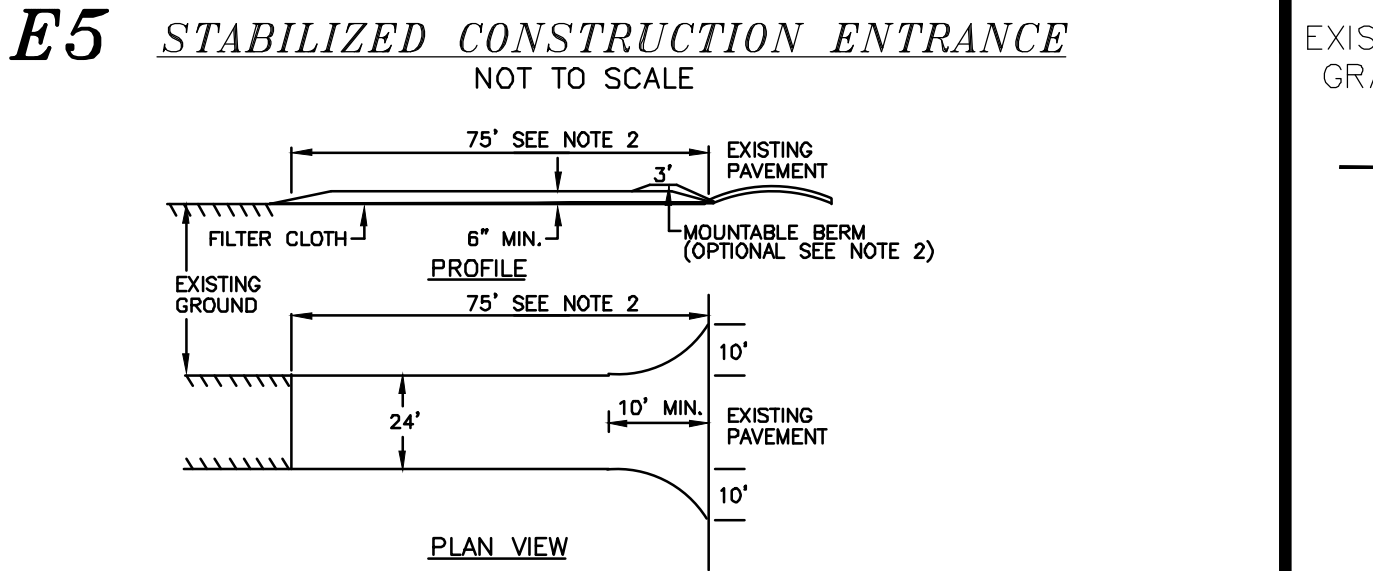 E5 STABILIZED CONSTRUCTION ENTRANCE
NOT TO SCALE
75' SEE NOTE 2
EXISTING
PAVEMENT
3'
FILTER CLOTH
6" MIN.
MOUNTABLE BERM
(OPTIONAL SEE NOTE 2)
PROFILE
EXISTING
GROUND
75' SEE NOTE 2
10'
24'
10' MIN.
EXISTING
PAVEMENT
10'
PLAN VIEW
EXIS
GRA